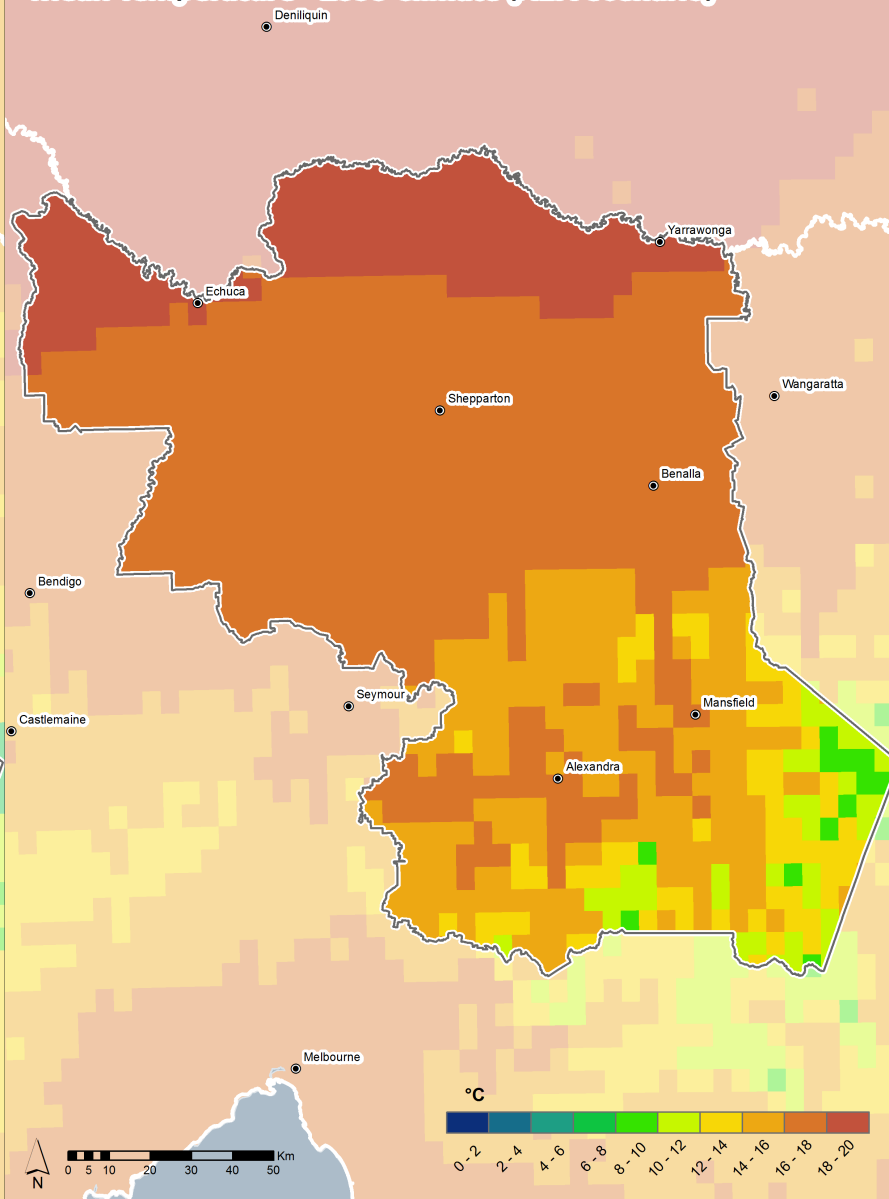 Deniliquin
Yarrawonga
Echuca
Wangaratta
Shepparton
Benalla
Bendigo
Seymour
Mansfield
Castlemaine
Alexandra
Melbourne
°C
0 - 2
2 - 4
4 - 6
6 - 8
8 - 10
10 - 12
12 - 14
14 - 16
16 - 18
18 - 20
Km
0 5 10 20 30 40 50
N